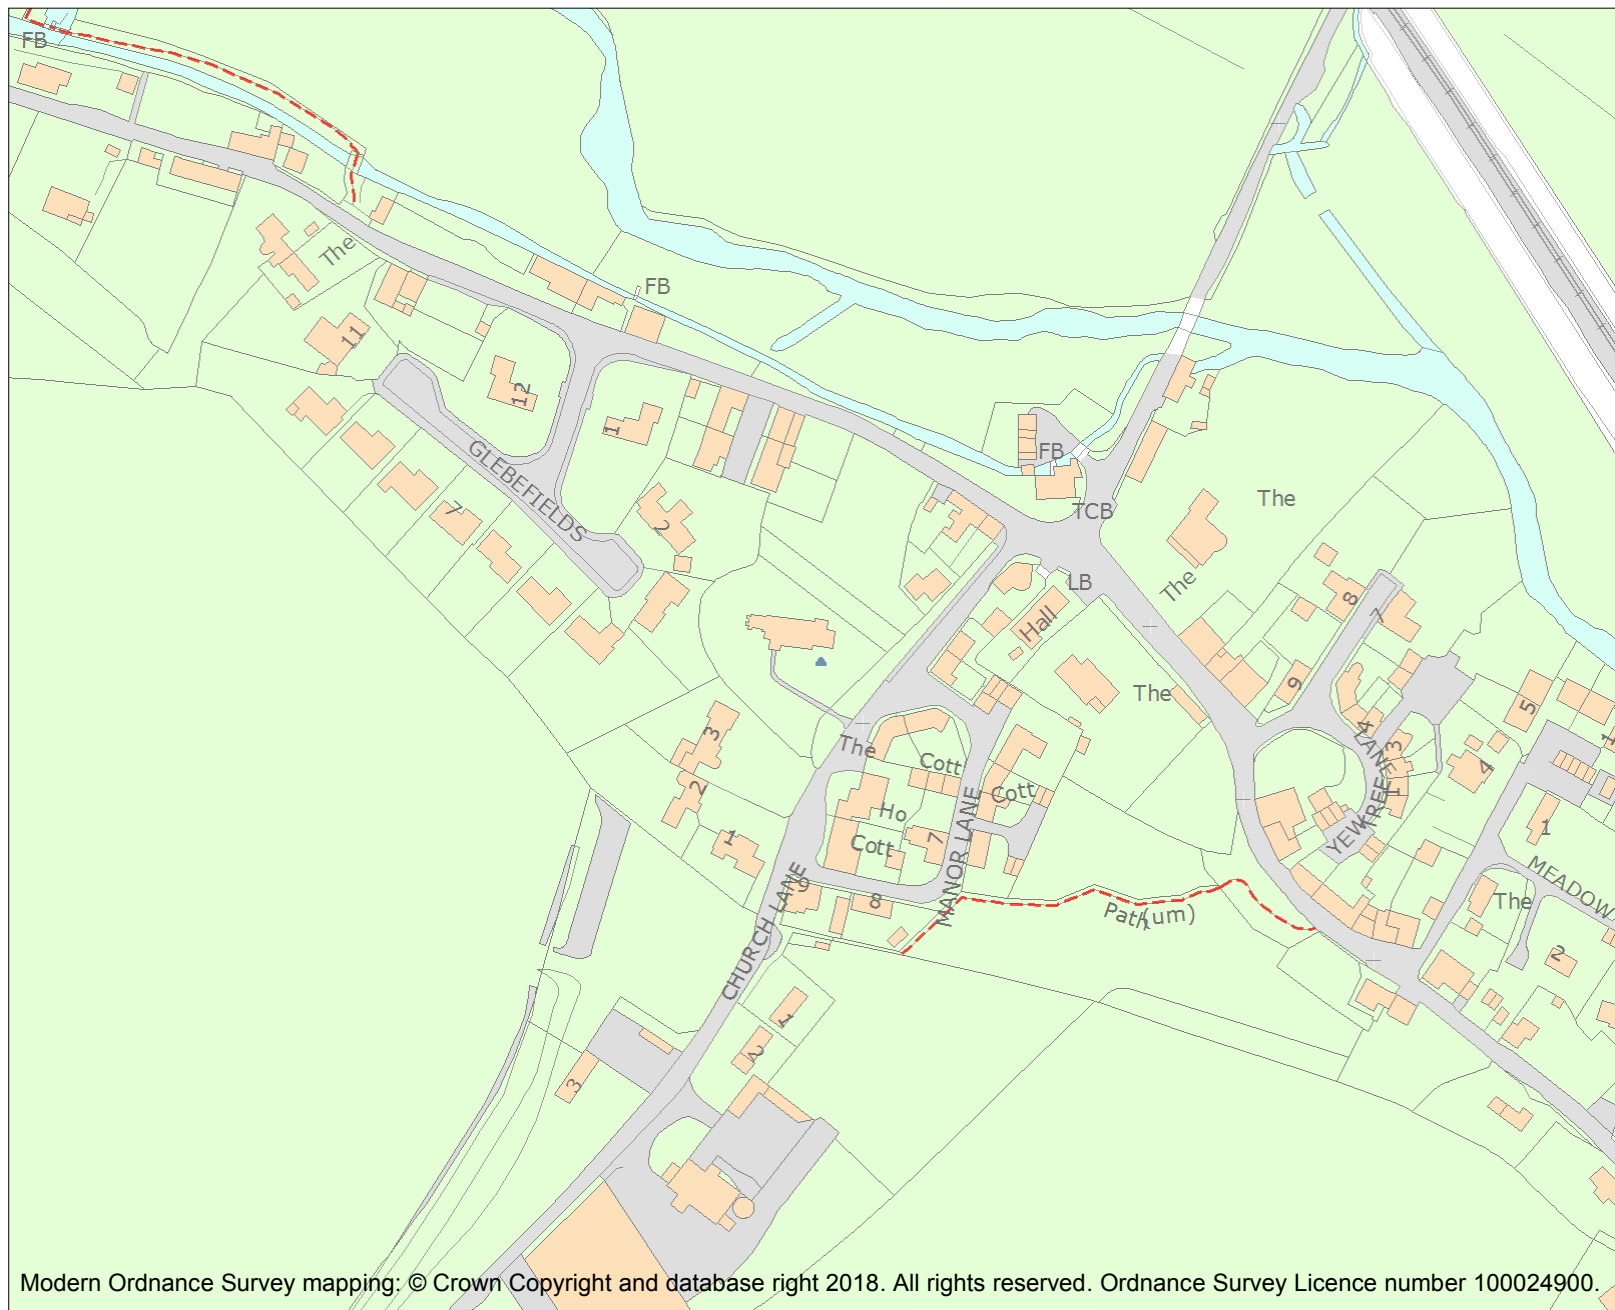 FB
The
FB
11
12
1
GLEBEFIELDS
7
2
FB
TCB
The
LB
The
Hall
8
7
The
9
5
4
LANE
3
1
YEWTREE
4
1
3
2
1
The
Cott
Cott
Ho
Cott
7
MANOR LANE
9
8
CHURCH LANE
Path(um)
1
MEADOW
The
2
1
2
3
Modern Ordnance Survey mapping: © Crown Copyright and database right 2018. All rights reserved. Ordnance Survey Licence number 100024900.